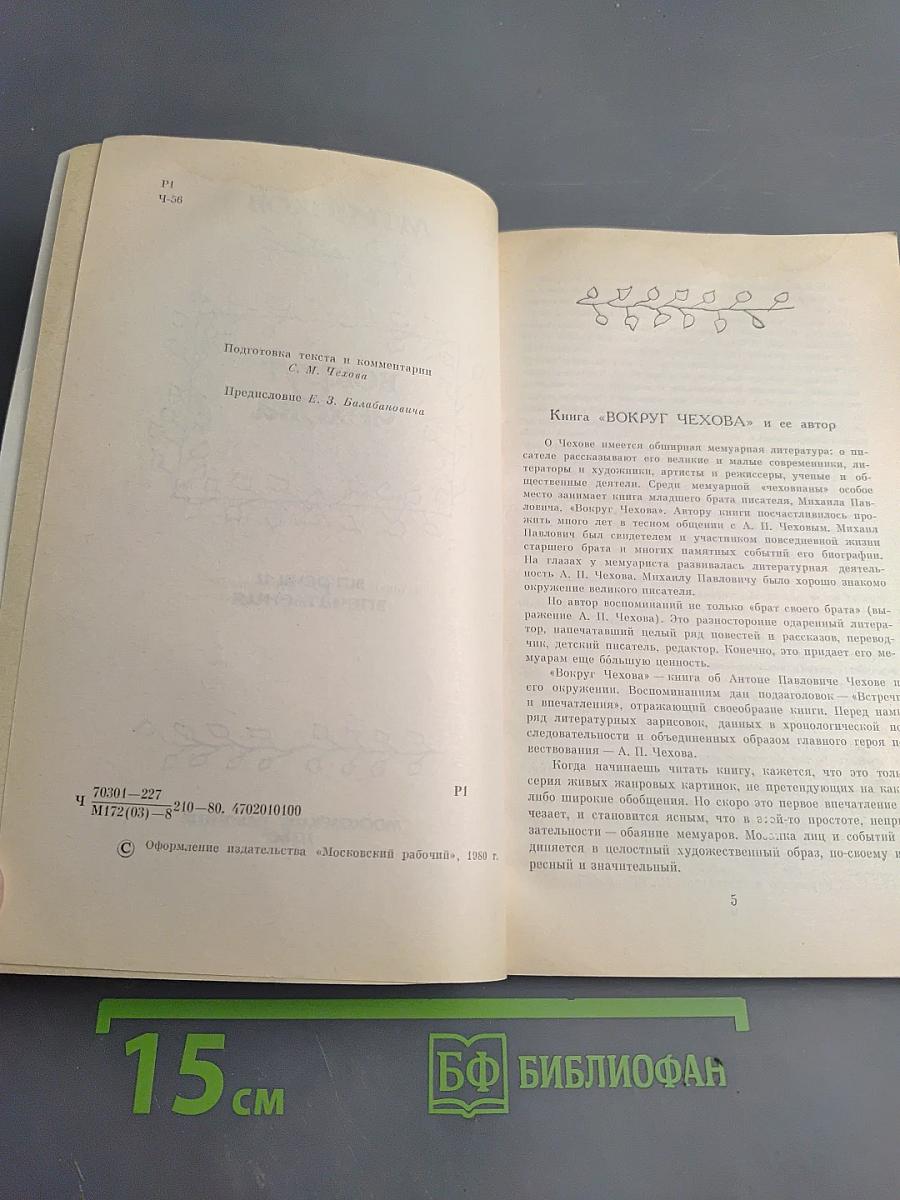 Р1
Ч-56
Подготовка текста и комментарии
С. М. Чехова
Предисловие Е. З. Балабановича
Ч 70301—227
М172(03)—8 210—80. 4702010100
Р1
© Оформление издательства «Московский рабочий», 1980 г.
Книга «ВОКРУГ ЧЕХОВА» и ее автор
О Чехове имеется обширная мемуарная литература: о пи-
сателе рассказывают его великие и малые современники, ли-
тераторы и художники, артисты и режиссеры, ученые и об-
щественные деятели. Среди мемуарной «чеховианы» особое
место занимает книга младшего брата писателя, Михаила Пав-
ловича, «Вокруг Чехова». Автору книги посчастливилось про-
жить много лет в тесном общении с А. П. Чеховым. Михаил
Павлович был свидетелем и участником повседневной жизни
старшего брата и многих памятных событий его биографии.
На глазах у мемуариста развивалась литературная деятель-
ность А. П. Чехова. Михаилу Павловичу было хорошо знакомо
окружение великого писателя.
Но автор воспоминаний не только «брат своего брата» (вы-
ражение А. П. Чехова). Это разносторонне одаренный литера-
тор, напечатавший целый ряд повестей и рассказов, перевод-
чик, детский писатель, редактор. Конечно, это придает его ме-
муарам еще бóльшую ценность.
«Вокруг Чехова» — книга об Антоне Павловиче Чехове и
его окружении. Воспоминаниям дан подзаголовок — «Встречи
и впечатления», отражающий своеобразие книги. Перед нами
ряд литературных зарисовок, данных в хронологической по
следовательности и объединенных образом главного героя п
вествования — А. П. Чехова.
Когда начинаешь читать книгу, кажется, что это толь
серия живых жанровых картинок, не претендующих на как
либо широкие обобщения. Но скоро это первое впечатление
чезает, и становится ясным, что в этой-то простоте, непри
зательности — обаяние мемуаров. Мозаика лиц и событий
диняется в целостный художественный образ, по-своему и
ресный и значительный.
5
15 см
БФ БИБЛИОФАН